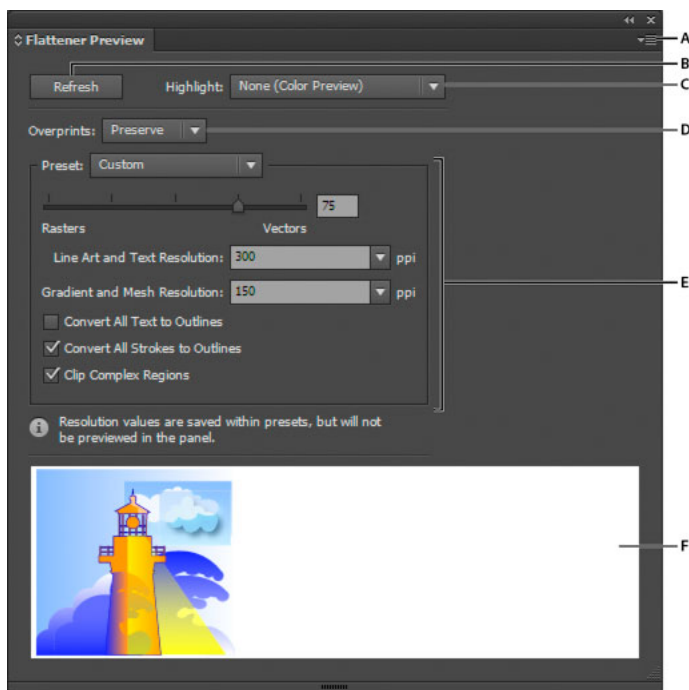 Flattener Preview
A
B
Refresh Highlight: None (Color Preview) C
Overprints: Preserve D
Preset: Custom
75
Rasters Vectors
Line Art and Text Resolution: 300 ppi
E
Gradient and Mesh Resolution: 150 ppi
Convert All Text to Outlines
Convert All Strokes to Outlines
Clip Complex Regions
Resolution values are saved within presets, but will not
be previewed in the panel.
F